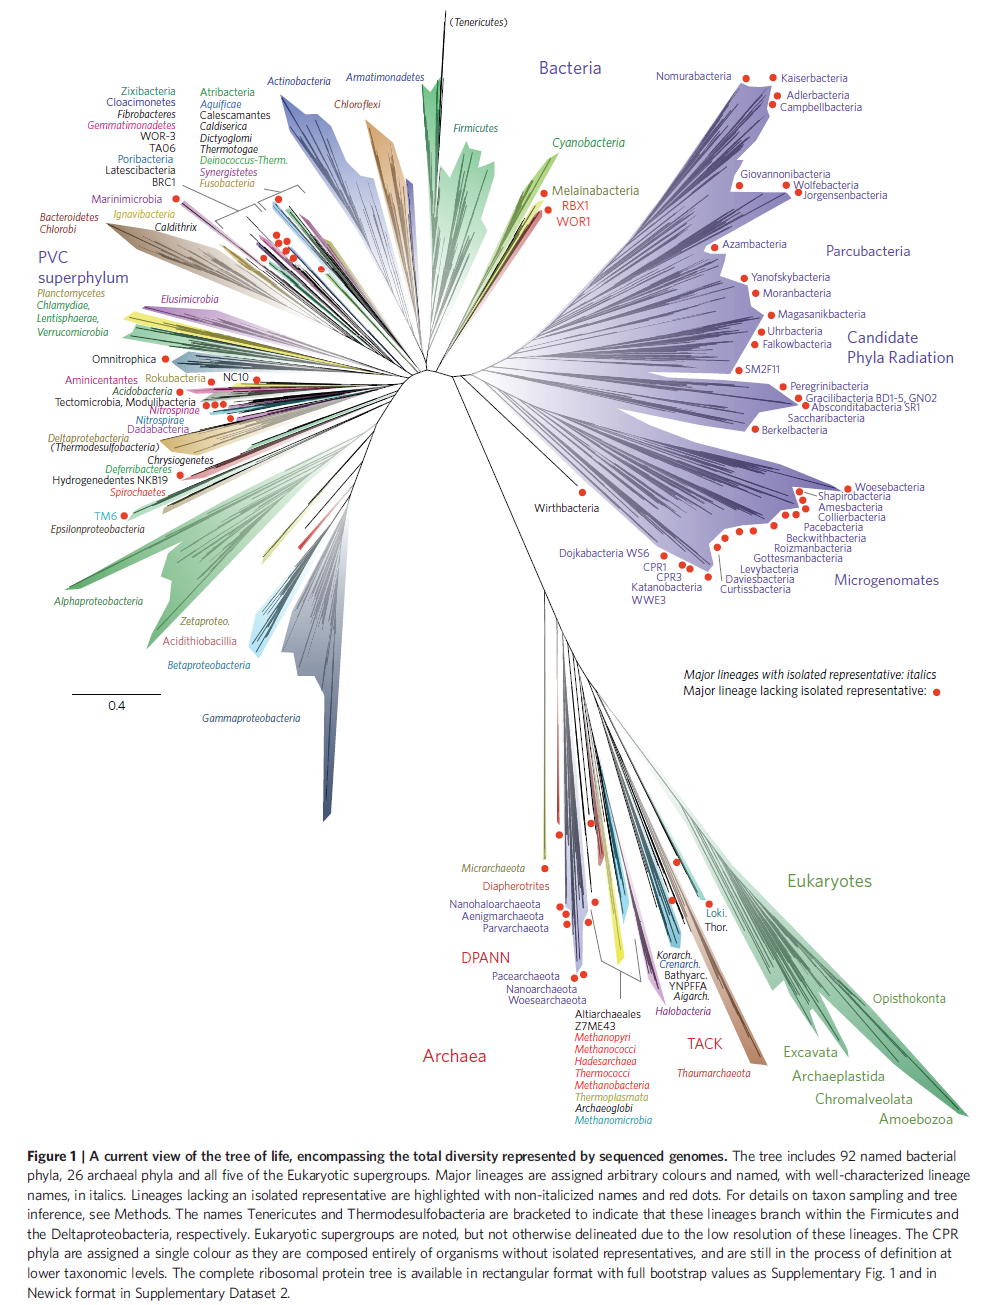 (Tenericutes)
Bacteria
Nomurabacteria
Kaiserbacteria
Adlerbacteria
Campbellbacteria
Actinobacteria
Armatimonadetes
Zixibacteria
Cloacimonetes
Fibrobacteres
Gemmatimonadetes
WOR-3
TA06
Poribacteria
Latescibacteria
BRC1
Atribacteria
Aquificae
Calescamantes
Caldiserica
Dictyoglomi
Thermotogae
Deinococcus-Therm.
Synergistetes
Fusobacteria
Chloroflexi
Firmicutes
Cyanobacteria
Melainabacteria
RBX1
WOR1
Giovannonibacteria
Wolfebacteria
Jorgensenbacteria
Marinimicrobia
Bacteroidetes
Chlorobi
Ignavibacteria
Caldithrix
Azambacteria
Parcubacteria
PVC
superphylum
Planctomycetes
Chlamydiae,
Lentisphaerae,
Verrucomicrobia
Elusimicrobia
Yanofskybacteria
Moranbacteria
Magasanikbacteria
Uhrbacteria
Falkowbacteria
Candidate
Phyla Radiation
SM2F11
Omnitrophica
Aminicentantes
Rokubacteria
NC10
Acidobacteria
Tectomicrobia, Modulibacteria
Nitrospinae
Nitrospirae
Dadabacteria
Deltaprotebacteria
(Thermodesulfobacteria)
Chrysiogenetes
Deferribacteres
Hydrogenedentes NKB19
Spirochaetes
TM6
Epsilonproteobacteria
Peregrinibacteria
Gracilibacteria BD1-5, GN02
Absconditabacteria SR1
Saccharibacteria
Berkelbacteria
Woesebacteria
Shapirobacteria
Amesbacteria
Collierbacteria
Pacebacteria
Beckwithbacteria
Roizmanbacteria
Gottesmanbacteria
Levybacteria
Daviesbacteria
Curtissbacteria
Microgenomates
Wirthbacteria
Dojkabacteria WS6
CPR1
CPR3
Katanobacteria
WWE3
Alphaproteobacteria
Zetaproteo.
Acidithiobacillia
Betaproteobacteria
Gammaproteobacteria
0.4
Major lineages with isolated representative: italics
Major lineage lacking isolated representative:
Micrarchaeota
Diapherotrites
Nanohaloarchaeota
Aenigmarchaeota
Parvarchaeota
DPANN
Pacearchaeota
Nanoarchaeota
Woesearchaeota
Eukaryotes
Loki.
Thor.
Korarch.
Crenarch.
Bathyarc.
YNPFFA
Aigarch.
Halobacteria
Altiarchaeales
Z7ME43
Methanopyri
Methanococci
Hadesarchaea
Thermococci
Methanobacteria
Thermoplasmata
Archaeoglobi
Methanomicrobia
Archaea
TACK
Thaumarchaeota
Opisthokonta
Excavata
Archaeplastida
Chromalveolata
Amoebozoa
Figure 1 | A current view of the tree of life, encompassing the total diversity represented by sequenced genomes. The tree includes 92 named bacterial
phyla, 26 archaeal phyla and all five of the Eukaryotic supergroups. Major lineages are assigned arbitrary colours and named, with well-characterized lineage
names, in italics. Lineages lacking an isolated representative are highlighted with non-italicized names and red dots. For details on taxon sampling and tree
inference, see Methods. The names Tenericutes and Thermodesulfobacteria are bracketed to indicate that these lineages branch within the Firmicutes and
the Deltaproteobacteria, respectively. Eukaryotic supergroups are noted, but not otherwise delineated due to the low resolution of these lineages. The CPR
phyla are assigned a single colour as they are composed entirely of organisms without isolated representatives, and are still in the process of definition at
lower taxonomic levels. The complete ribosomal protein tree is available in rectangular format with full bootstrap values as Supplementary Fig. 1 and in
Newick format in Supplementary Dataset 2.